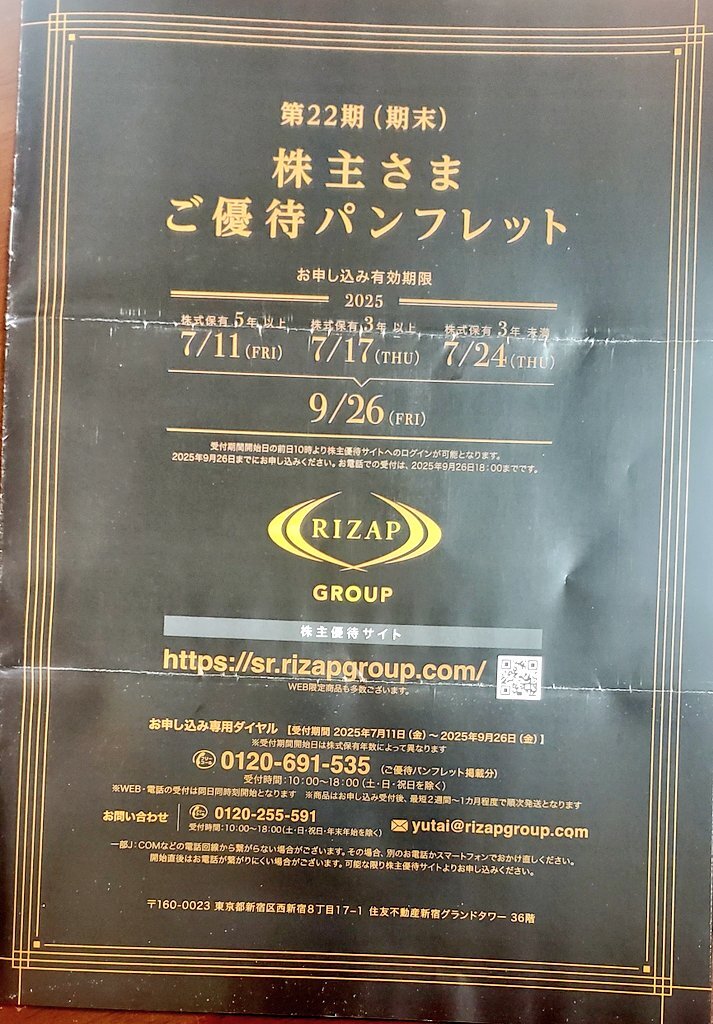 第22期（期末）
株主さま
ご優待パンフレット
お申し込み有効期限
2025
株式保有 5年 以上 株式保有 3年 以上 株式保有 3年 未満
7/11(FRI) 7/17(THU) 7/24(THU)
9/26(FRI)
受付期間開始日の前日10時より株主優待サイトへのログインが可能となります。
2025年9月26日までにお申し込みください。お電話での受付は、2025年9月26日18:00までです。
RIZAP
GROUP
株主優待サイト
https://sr.rizapgroup.com/
WEB限定商品も多数ございます。
お申し込み専用ダイヤル ［受付期間 2025年7月11日（金）～2025年9月26日（金）］
※受付期間開始日は株式保有年数によって異なります
0120-691-535（ご優待パンフレット掲載分）
受付時間：10：00～18：00（土・日・祝日を除く）
※WEB・電話の受付は同日同時刻開始となります ※商品はお申し込み受付後、最短2週間～1カ月程度で順次発送となります
お問い合わせ 0120-255-591
受付時間：10：00～18：00（土・日・祝日・年末年始を除く） yutai@rizapgroup.com
一部J：COMなどの電話回線から繋がらない場合がございます。その場合、別のお電話かスマートフォンでおかけ直しください。
開始直後はお電話が繋がりにくい場合がございます。可能な限り株主優待サイトよりお申し込みください。
〒160-0023 東京都新宿区西新宿8丁目17-1 住友不動産新宿グランドタワー 36階